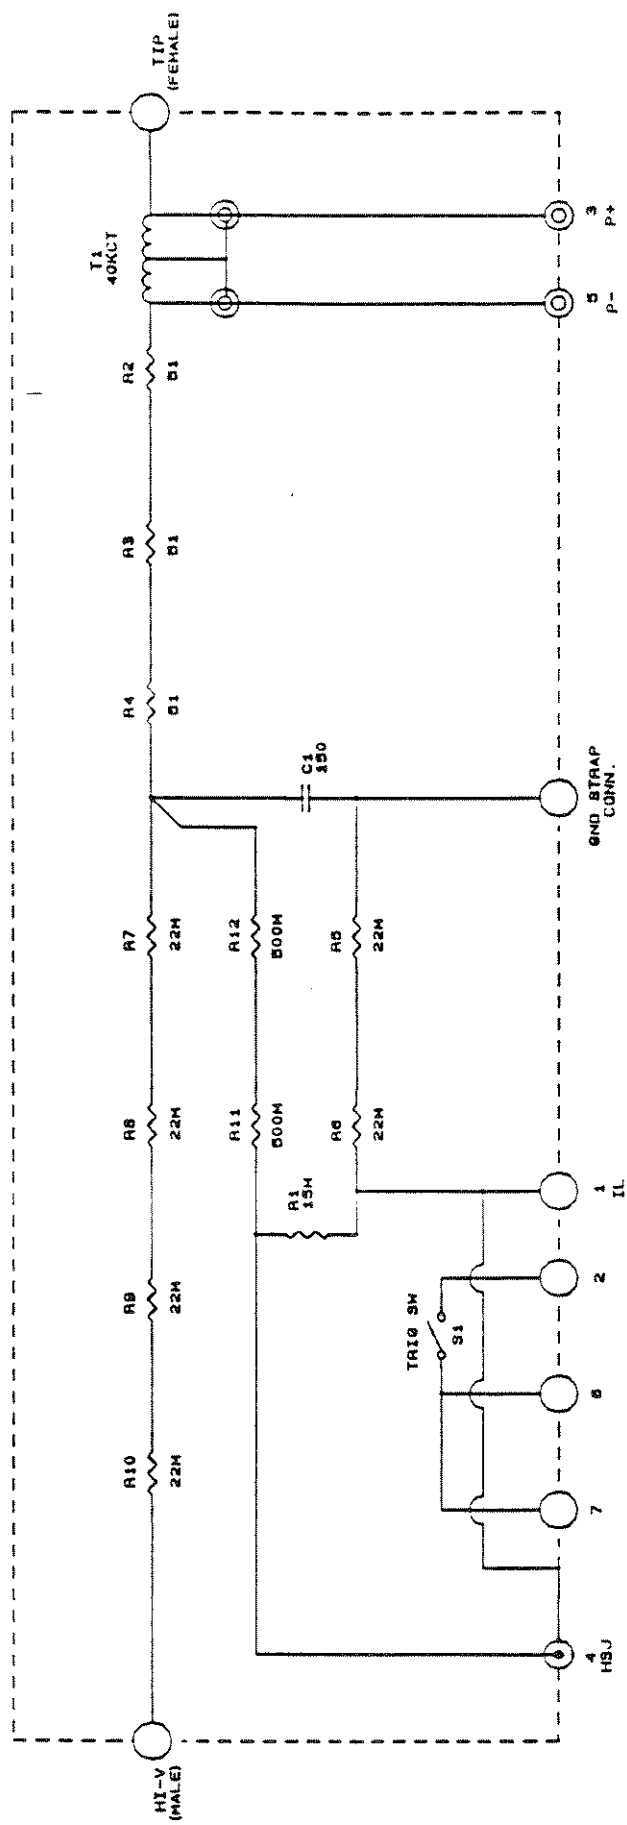 HI-V
(MALE)
R10
22M
R9
22M
R8
22M
R7
22M
R4
51
R3
51
R2
51
T1
40KCT
TIP
(FEMALE)
R11
500M
R12
500M
R1
15M
R6
22M
R5
22M
C1
150
TRIG SW
S1
4
HSJ
7
6
2
1
IL
GND STRAP
CONN.
5
P-
3
P+